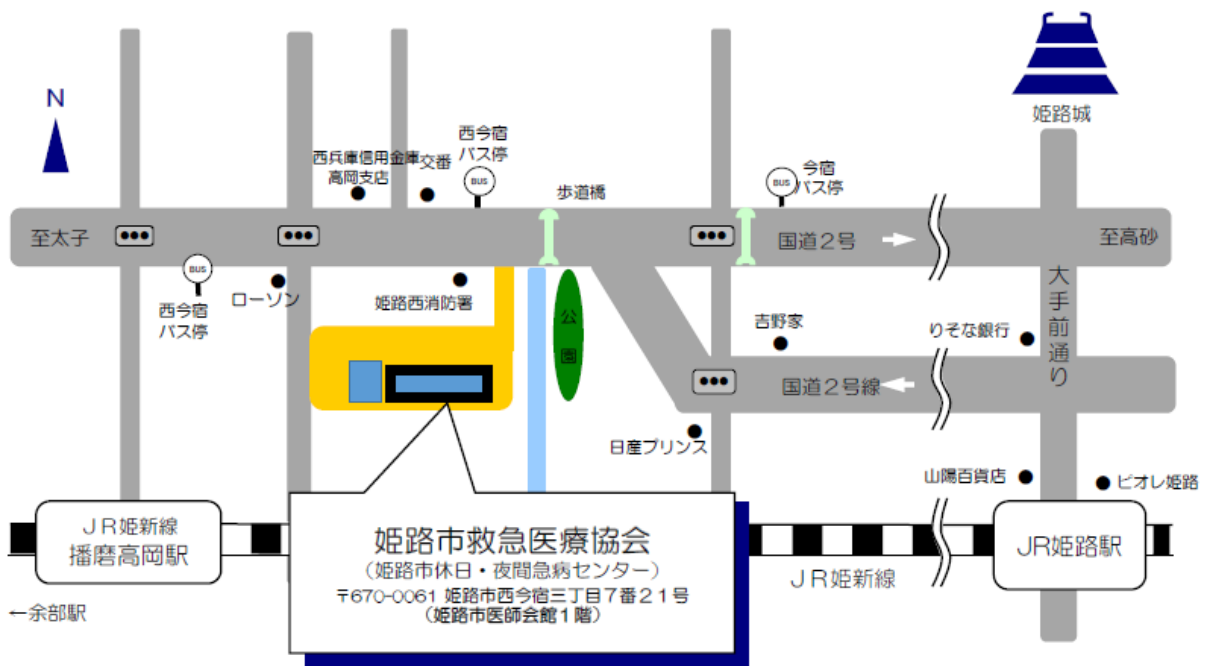 N
姫路城
西今宿
バス停
西兵庫信用金庫
高岡支店
交番
BUS
歩道橋
BUS
今宿
バス停
至太子
国道２号
至高砂
BUS
西今宿
バス停
ローソン
姫路西消防署
公
園
大手前通り
吉野家
りそな銀行
国道２号線
日産プリンス
山陽百貨店
ピオレ姫路
ＪＲ姫新線
播磨高岡駅
姫路市救急医療協会
（姫路市休日・夜間急病センター）
〒670-0061 姫路市西今宿三丁目７番２１号
（姫路市医師会館１階）
ＪＲ姫新線
JR姫路駅
←余部駅